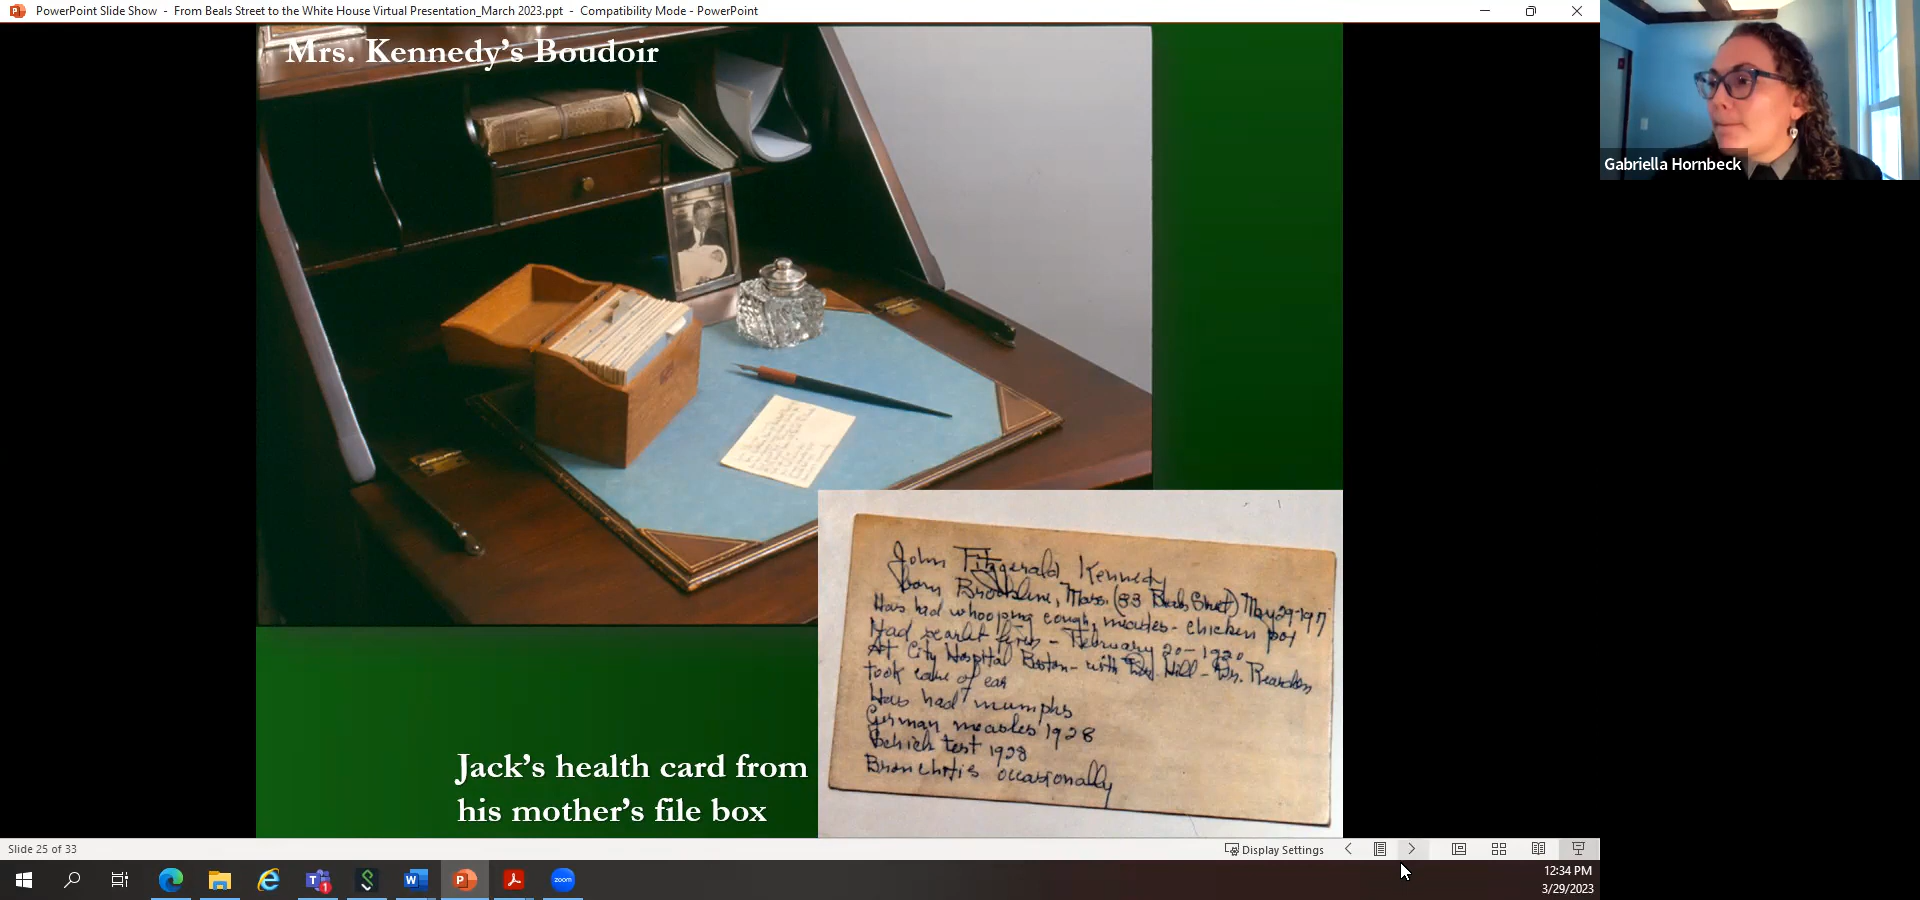 PowerPoint Slide Show - From Beals Street to the White House Virtual Presentation_March 2023.ppt - Compatibility Mode - PowerPoint
Mrs. Kennedy's Boudoir
Gabriella Hornbeck
John Fitzgerald Kennedy
born Brookline, Mass. (83 Beals Street) May 29-1917
Has had whooping cough, measles - chicken pox
Had scarlet fever - February 20 - 1920
At City Hospital Boston - with Hill - Dr. Reardon
took care of ear
Has had mumphs
German measles 1928
Schick test 1928
Bronchitis occasionally
Jack's health card from
his mother's file box
Slide 25 of 33
Display Settings
zoom
12:34 PM
3/29/2023